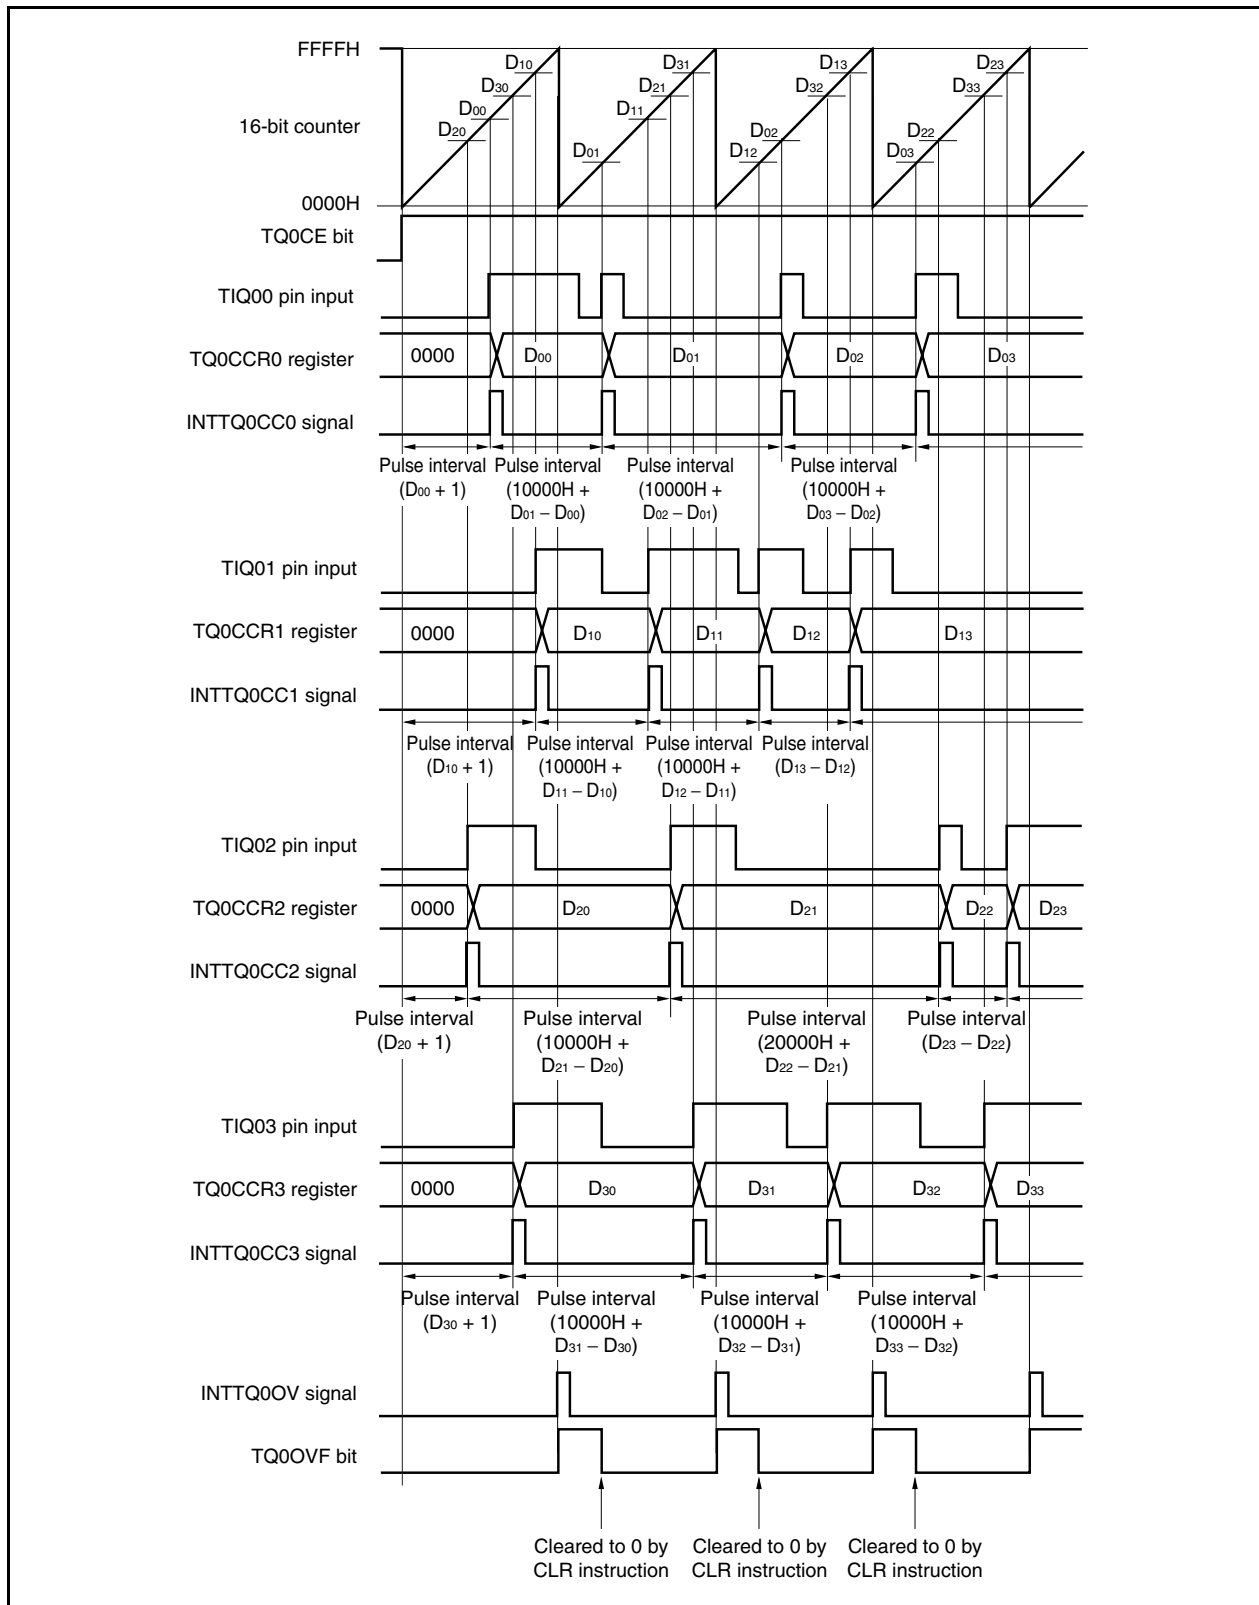 FFFFH
D10
D31
D13
D23
D30
D21
D32
D33
D00
D11
16-bit counter
D20
D02
D22
D01
D12
D03
0000H
TQ0CE bit
TIQ00 pin input
TQ0CCR0 register
0000
D00
D01
D02
D03
INTTQ0CC0 signal
Pulse interval
(D00 + 1)
Pulse interval
(10000H +
D01 – D00)
Pulse interval
(10000H +
D02 – D01)
Pulse interval
(10000H +
D03 – D02)
TIQ01 pin input
TQ0CCR1 register
0000
D10
D11
D12
D13
INTTQ0CC1 signal
Pulse interval
(D10 + 1)
Pulse interval
(10000H +
D11 – D10)
Pulse interval
(10000H +
D12 – D11)
Pulse interval
(D13 – D12)
TIQ02 pin input
TQ0CCR2 register
0000
D20
D21
D22
D23
INTTQ0CC2 signal
Pulse interval
(D20 + 1)
Pulse interval
(10000H +
D21 – D20)
Pulse interval
(20000H +
D22 – D21)
Pulse interval
(D23 – D22)
TIQ03 pin input
TQ0CCR3 register
0000
D30
D31
D32
D33
INTTQ0CC3 signal
Pulse interval
(D30 + 1)
Pulse interval
(10000H +
D31 – D30)
Pulse interval
(10000H +
D32 – D31)
Pulse interval
(10000H +
D33 – D32)
INTTQ0OV signal
TQ0OVF bit
Cleared to 0 by
CLR instruction
Cleared to 0 by
CLR instruction
Cleared to 0 by
CLR instruction